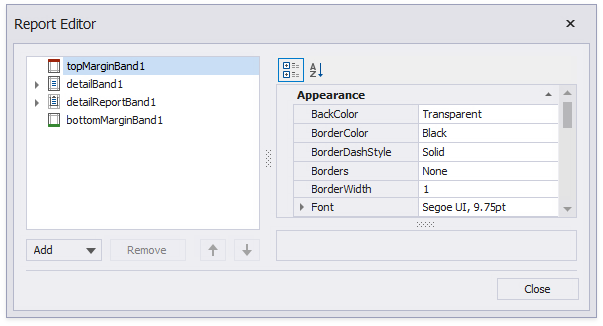 Report Editor
topMarginBand1
detailBand1
detailReportBand1
bottomMarginBand1
Add
Remove
A
Z
Appearance
BackColor Transparent
BorderColor Black
BorderDashStyle Solid
Borders None
BorderWidth 1
Font Segoe UI, 9.75pt
Close